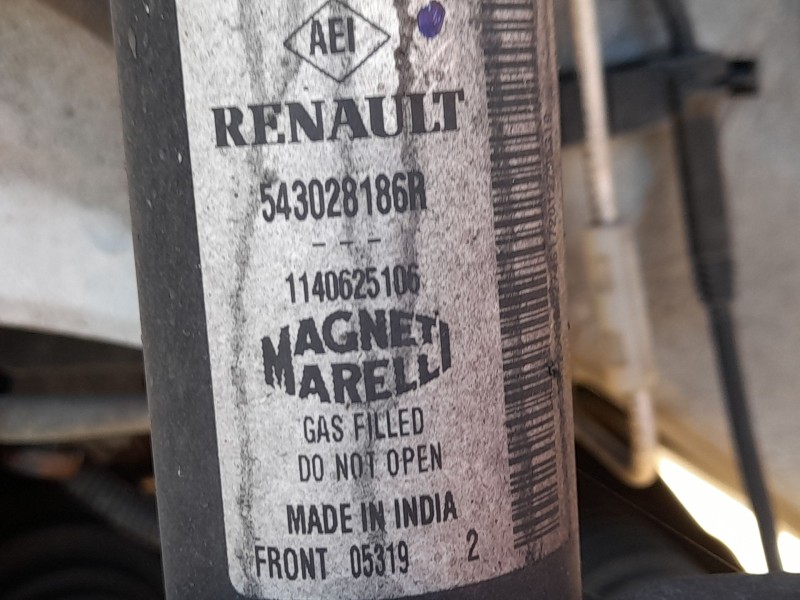 AEI
RENAULT
543028186R
- - -
1140625106
MAGNETI
MARELLI
GAS FILLED
DO NOT OPEN
MADE IN INDIA
FRONT 05319 2